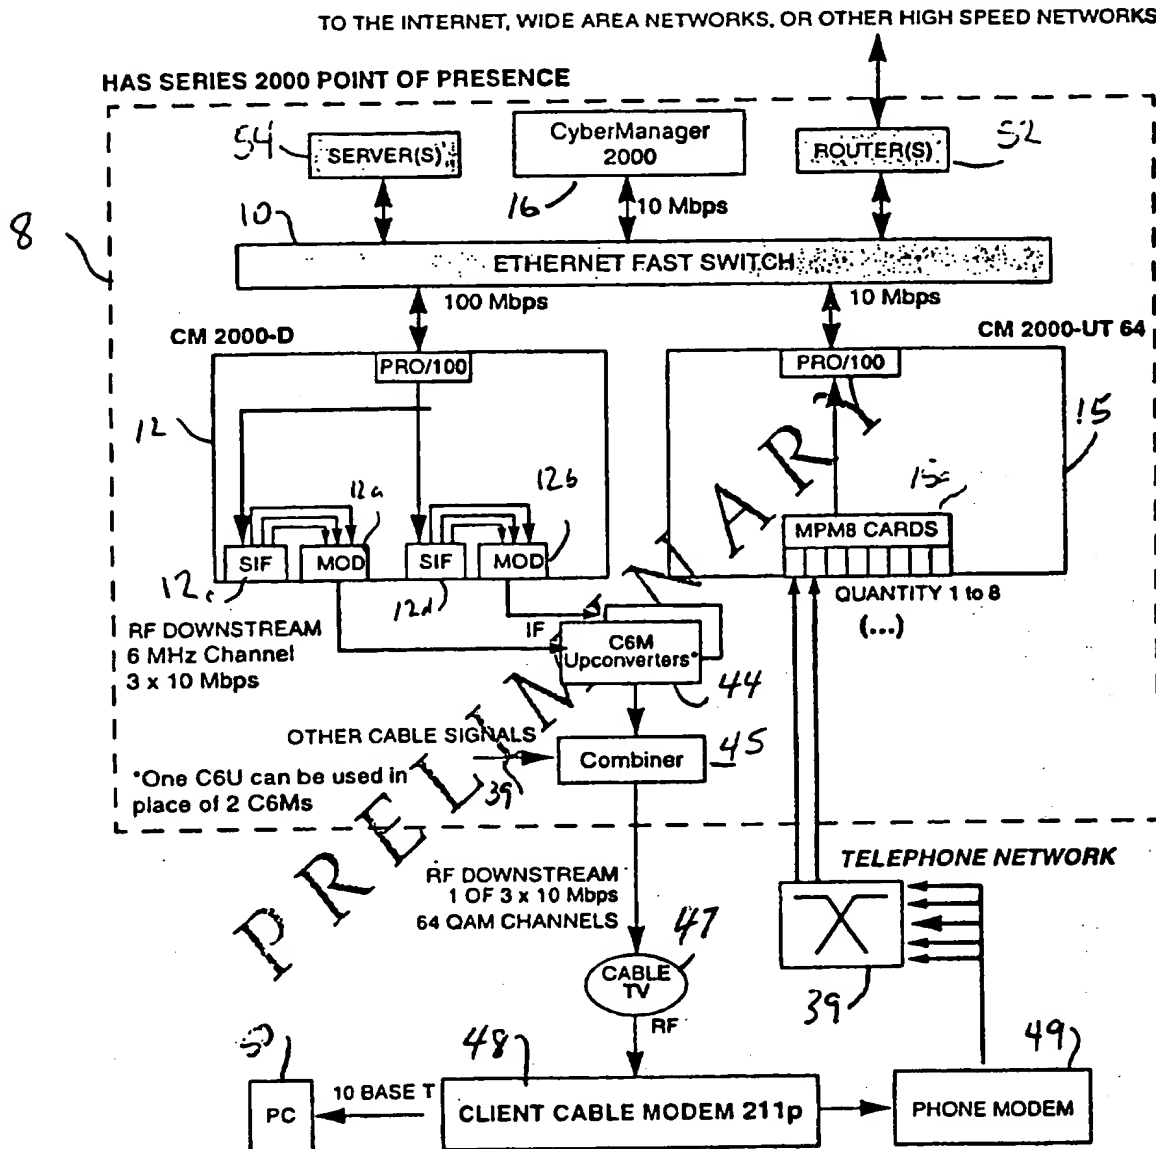 TO THE INTERNET, WIDE AREA NETWORKS, OR OTHER HIGH SPEED NETWORKS
HAS SERIES 2000 POINT OF PRESENCE
54
SERVER(S)
CyberManager
2000
16
ROUTER(S)
52
8
10
10 Mbps
ETHERNET FAST SWITCH
100 Mbps
10 Mbps
CM 2000-D
CM 2000-UT 64
PRO/100
PRO/100
12
15
12a
12b
15a
SIF
MOD
SIF
MOD
MPM8 CARDS
12c
12d
QUANTITY 1 to 8
(...)
RF DOWNSTREAM
6 MHz Channel
3 x 10 Mbps
IF
C6M
Upconverters*
44
OTHER CABLE SIGNALS
39
Combiner
45
*One C6U can be used in
place of 2 C6Ms
PRELIMINARY
TELEPHONE NETWORK
RF DOWNSTREAM
1 OF 3 x 10 Mbps
64 QAM CHANNELS
47
CABLE
TV
39
RF
50
48
49
PC
10 BASE T
CLIENT CABLE MODEM 211p
PHONE MODEM